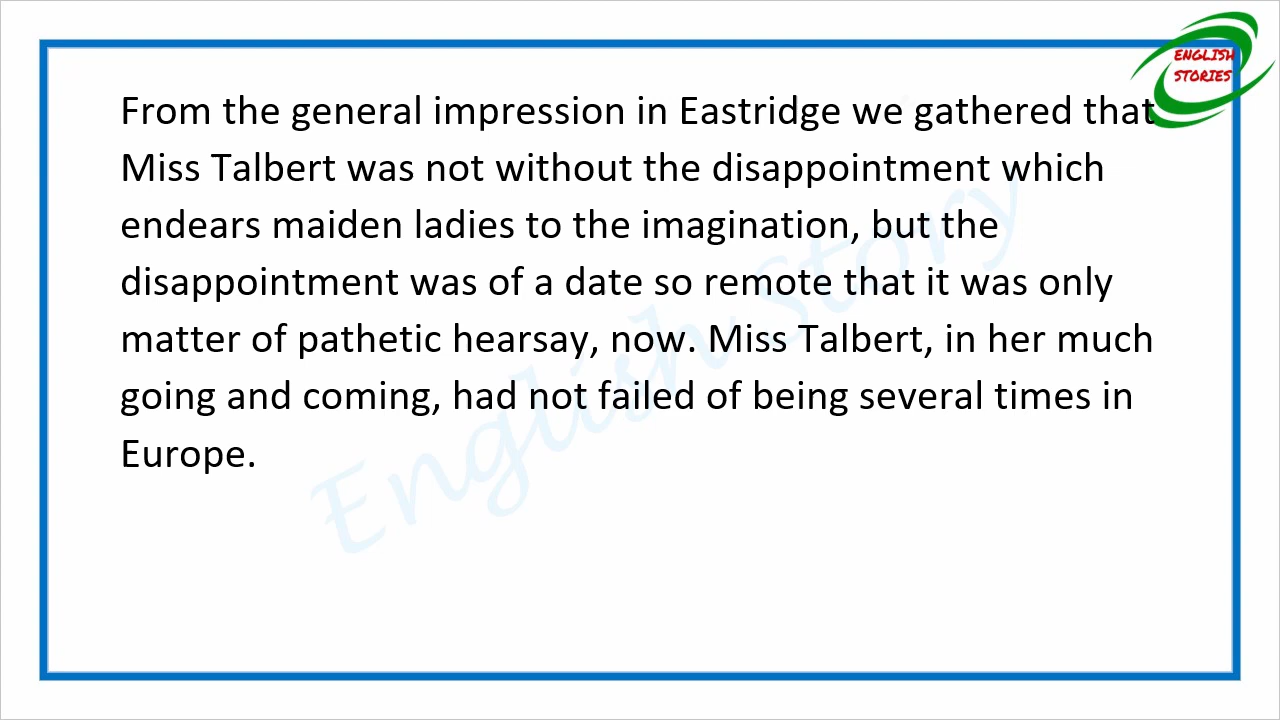 ENGLISH
STORIES
From the general impression in Eastridge we gathered that
Miss Talbert was not without the disappointment which
endears maiden ladies to the imagination, but the
disappointment was of a date so remote that it was only
matter of pathetic hearsay, now. Miss Talbert, in her much
going and coming, had not failed of being several times in
Europe.
English Story